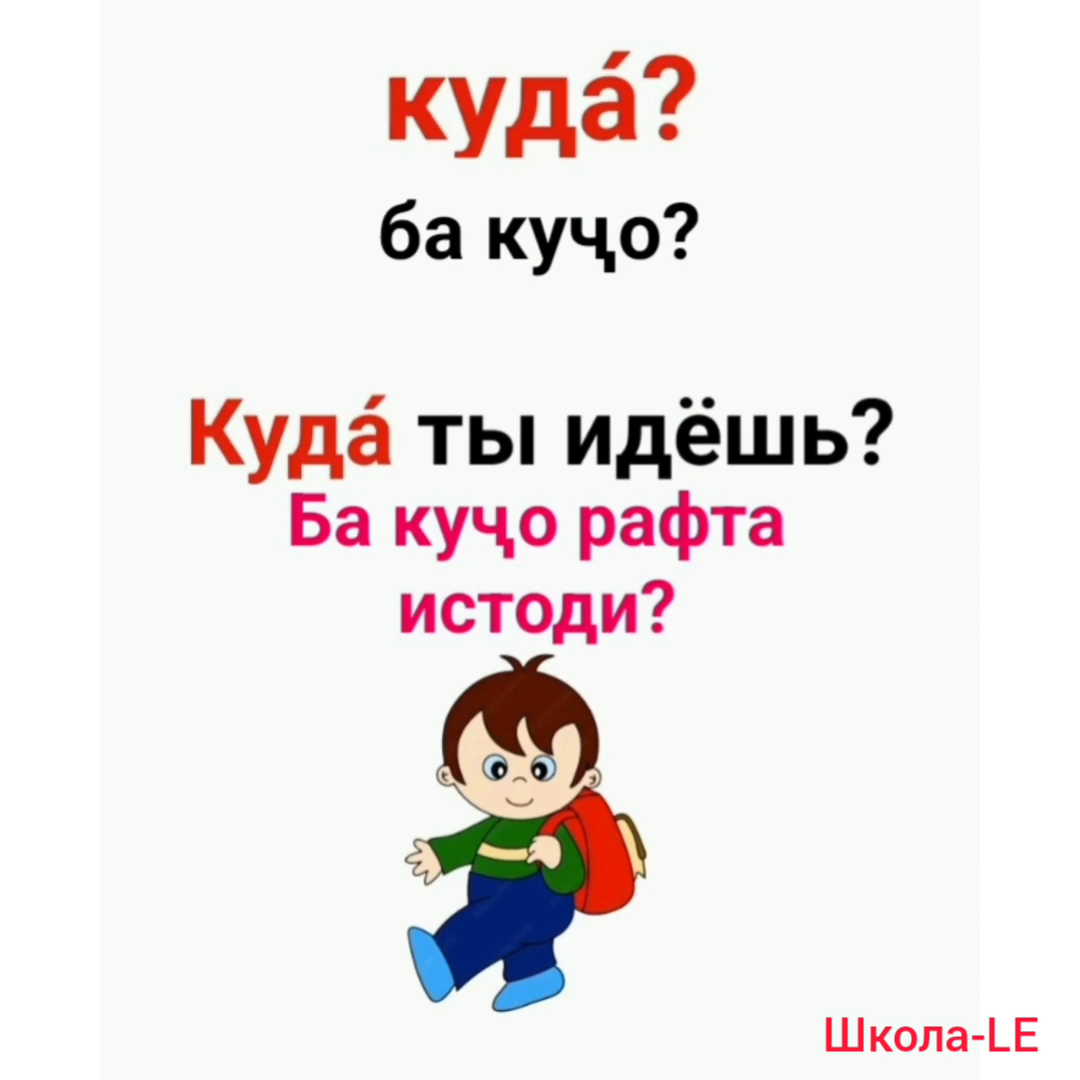 куда́?
ба куҷо?
Куда́ ты идёшь?
Ба куҷо рафта
истоди?
Школа-LE